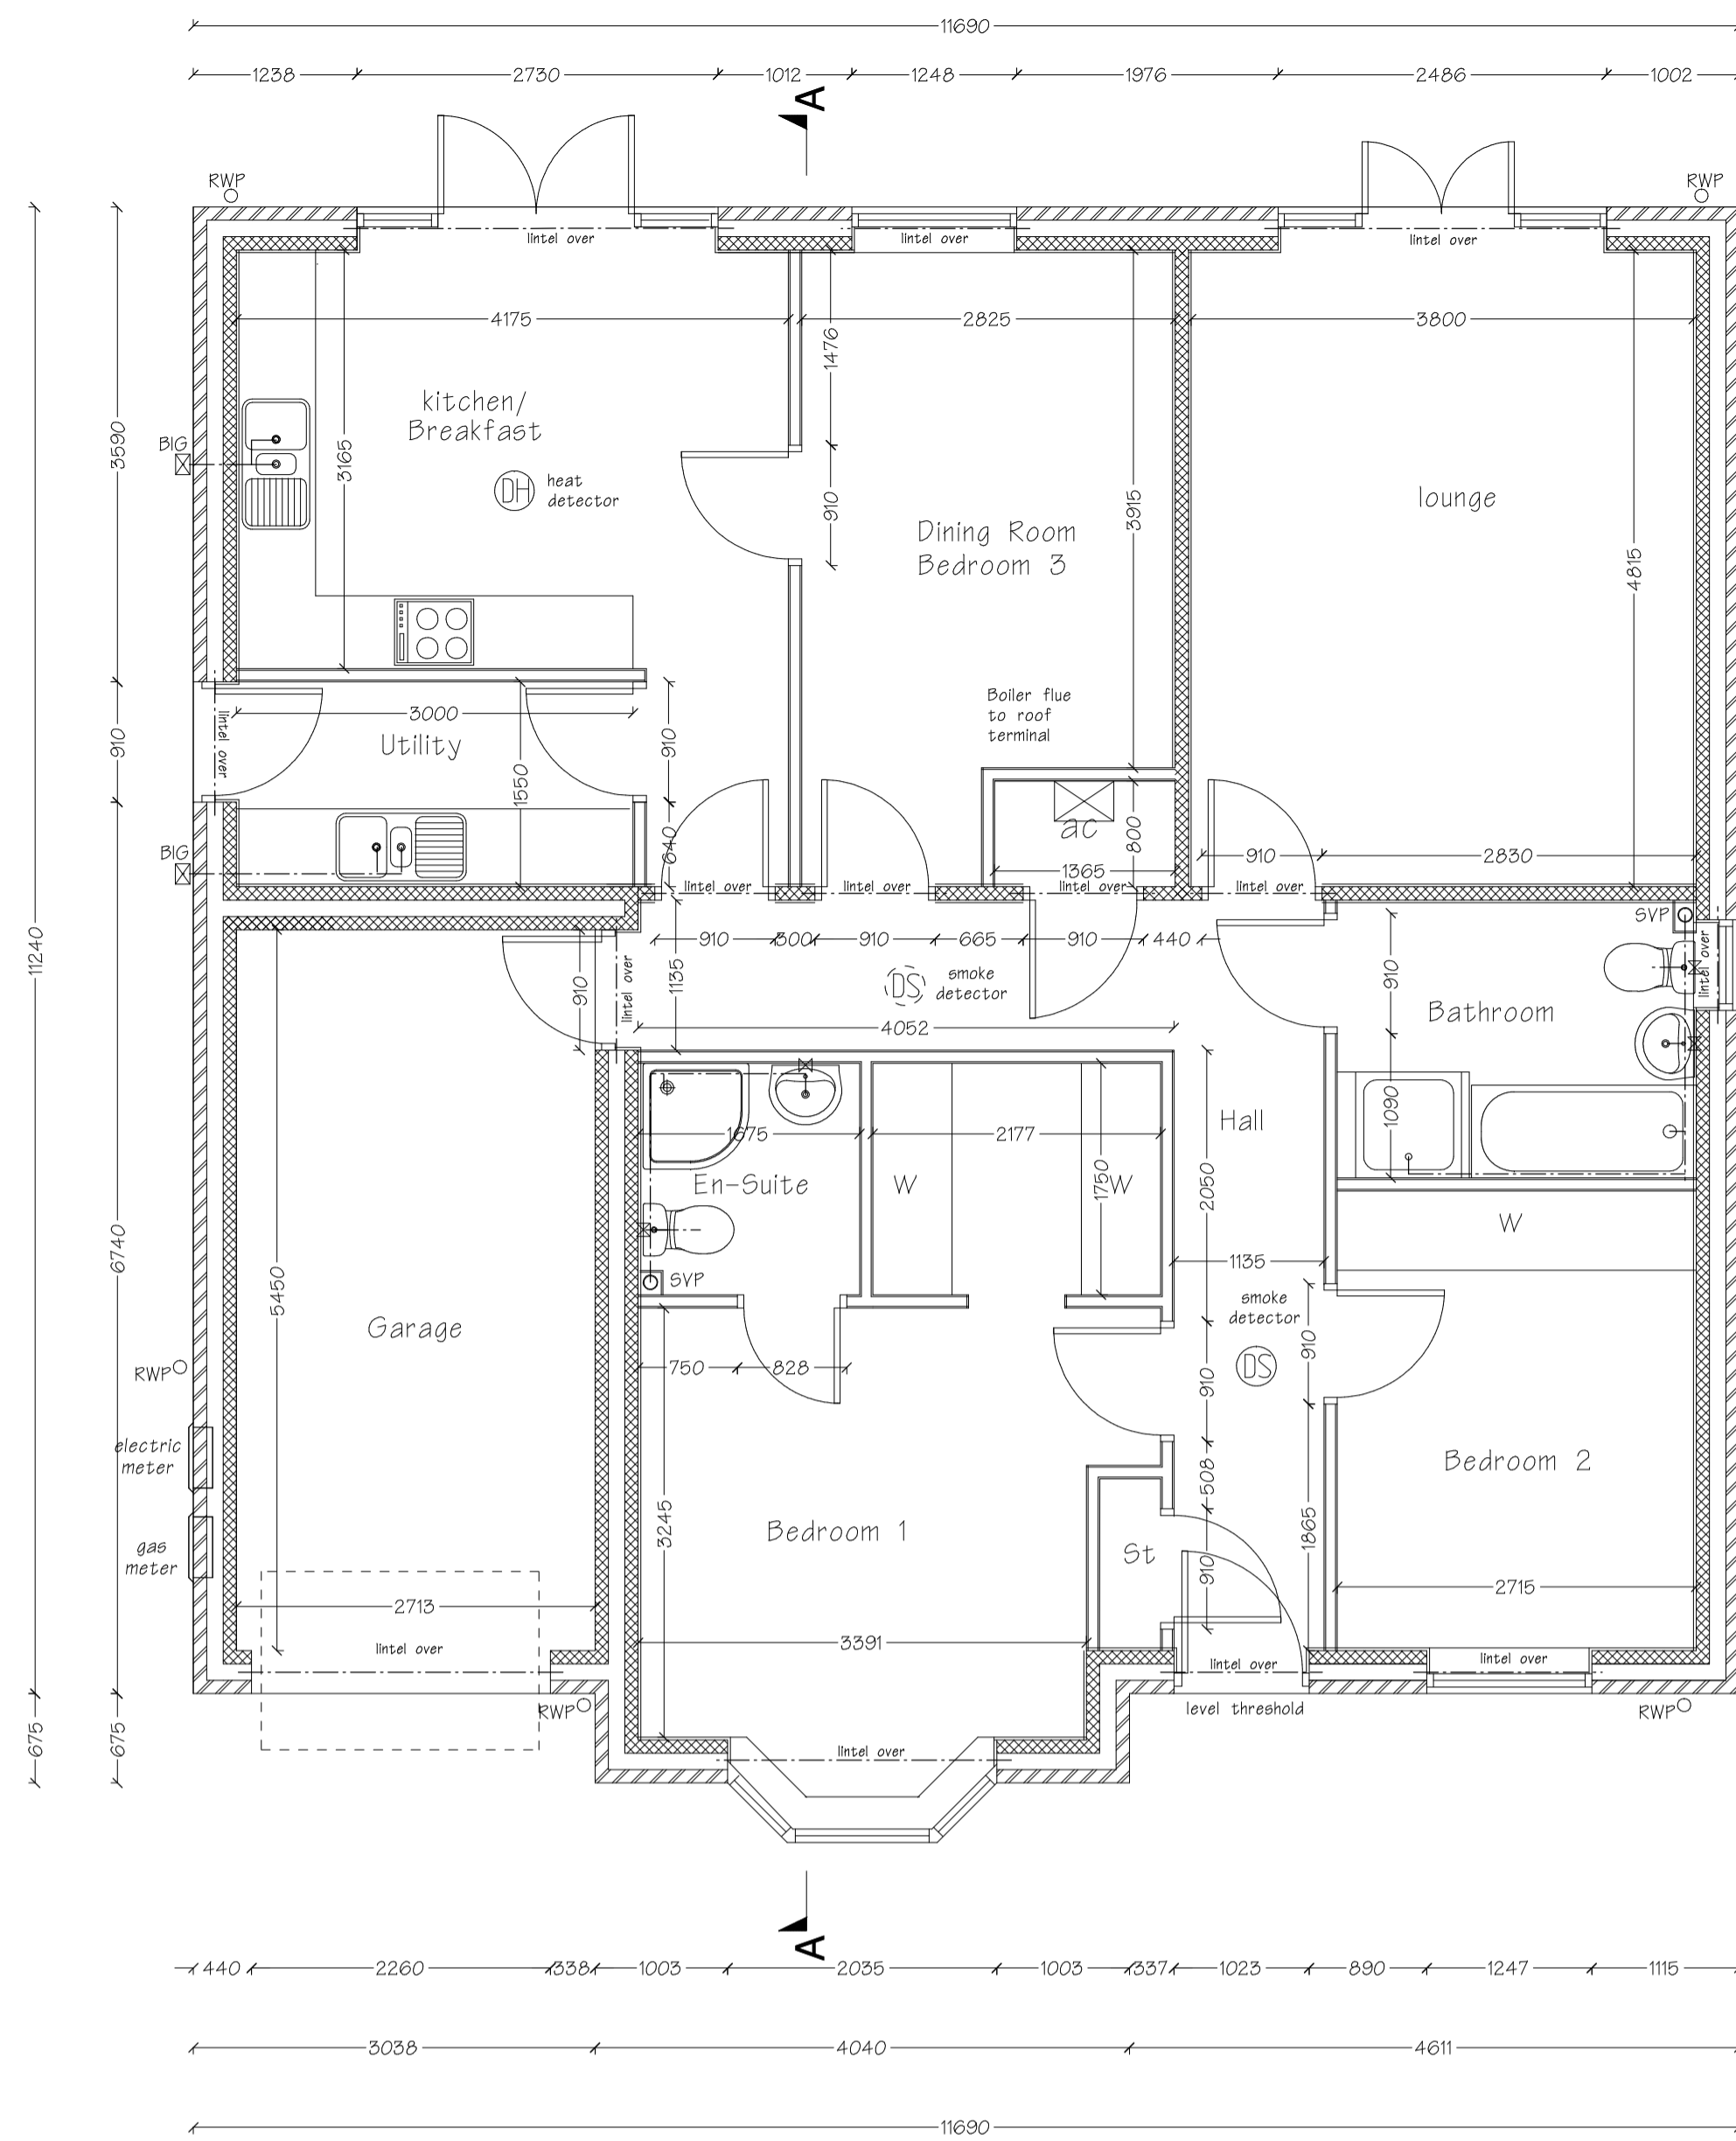 11690
1238 2730 1012 1248 1976 2486 1002
A
RWP RWP
lintel over lintel over lintel over
4175 2825 3800
1476
kitchen/
Breakfast
BIG
3590
3165
DH
heat
detector
910
3915
lounge
Dining Room
Bedroom 3
4815
Boiler flue
to roof
terminal
lintel over
3000
Utility
910
910
1550
640
ac
800
1365
910 2830
BIG
lintel over lintel over lintel over lintel over
11240
SVP
lintel over
910 300 910 665 910 440
1135
910
lintel over
DS
smoke
detector
910
Bathroom
4052
1090
Hall
1675 2177
1750
2050
En-Suite W W
W
6740
SVP
1135
5450
smoke
detector
Garage
910
750 828
DS
910
RWP
electric
meter
508
Bedroom 2
3245
1865
Bedroom 1
St
gas
meter
910
2713
2715
3391
lintel over
lintel over lintel over
RWP
level threshold
RWP
675 675
lintel over
A
440 2260 338 1003 2035 1003 337 1023 890 1247 1115
3038 4040 4611
11690